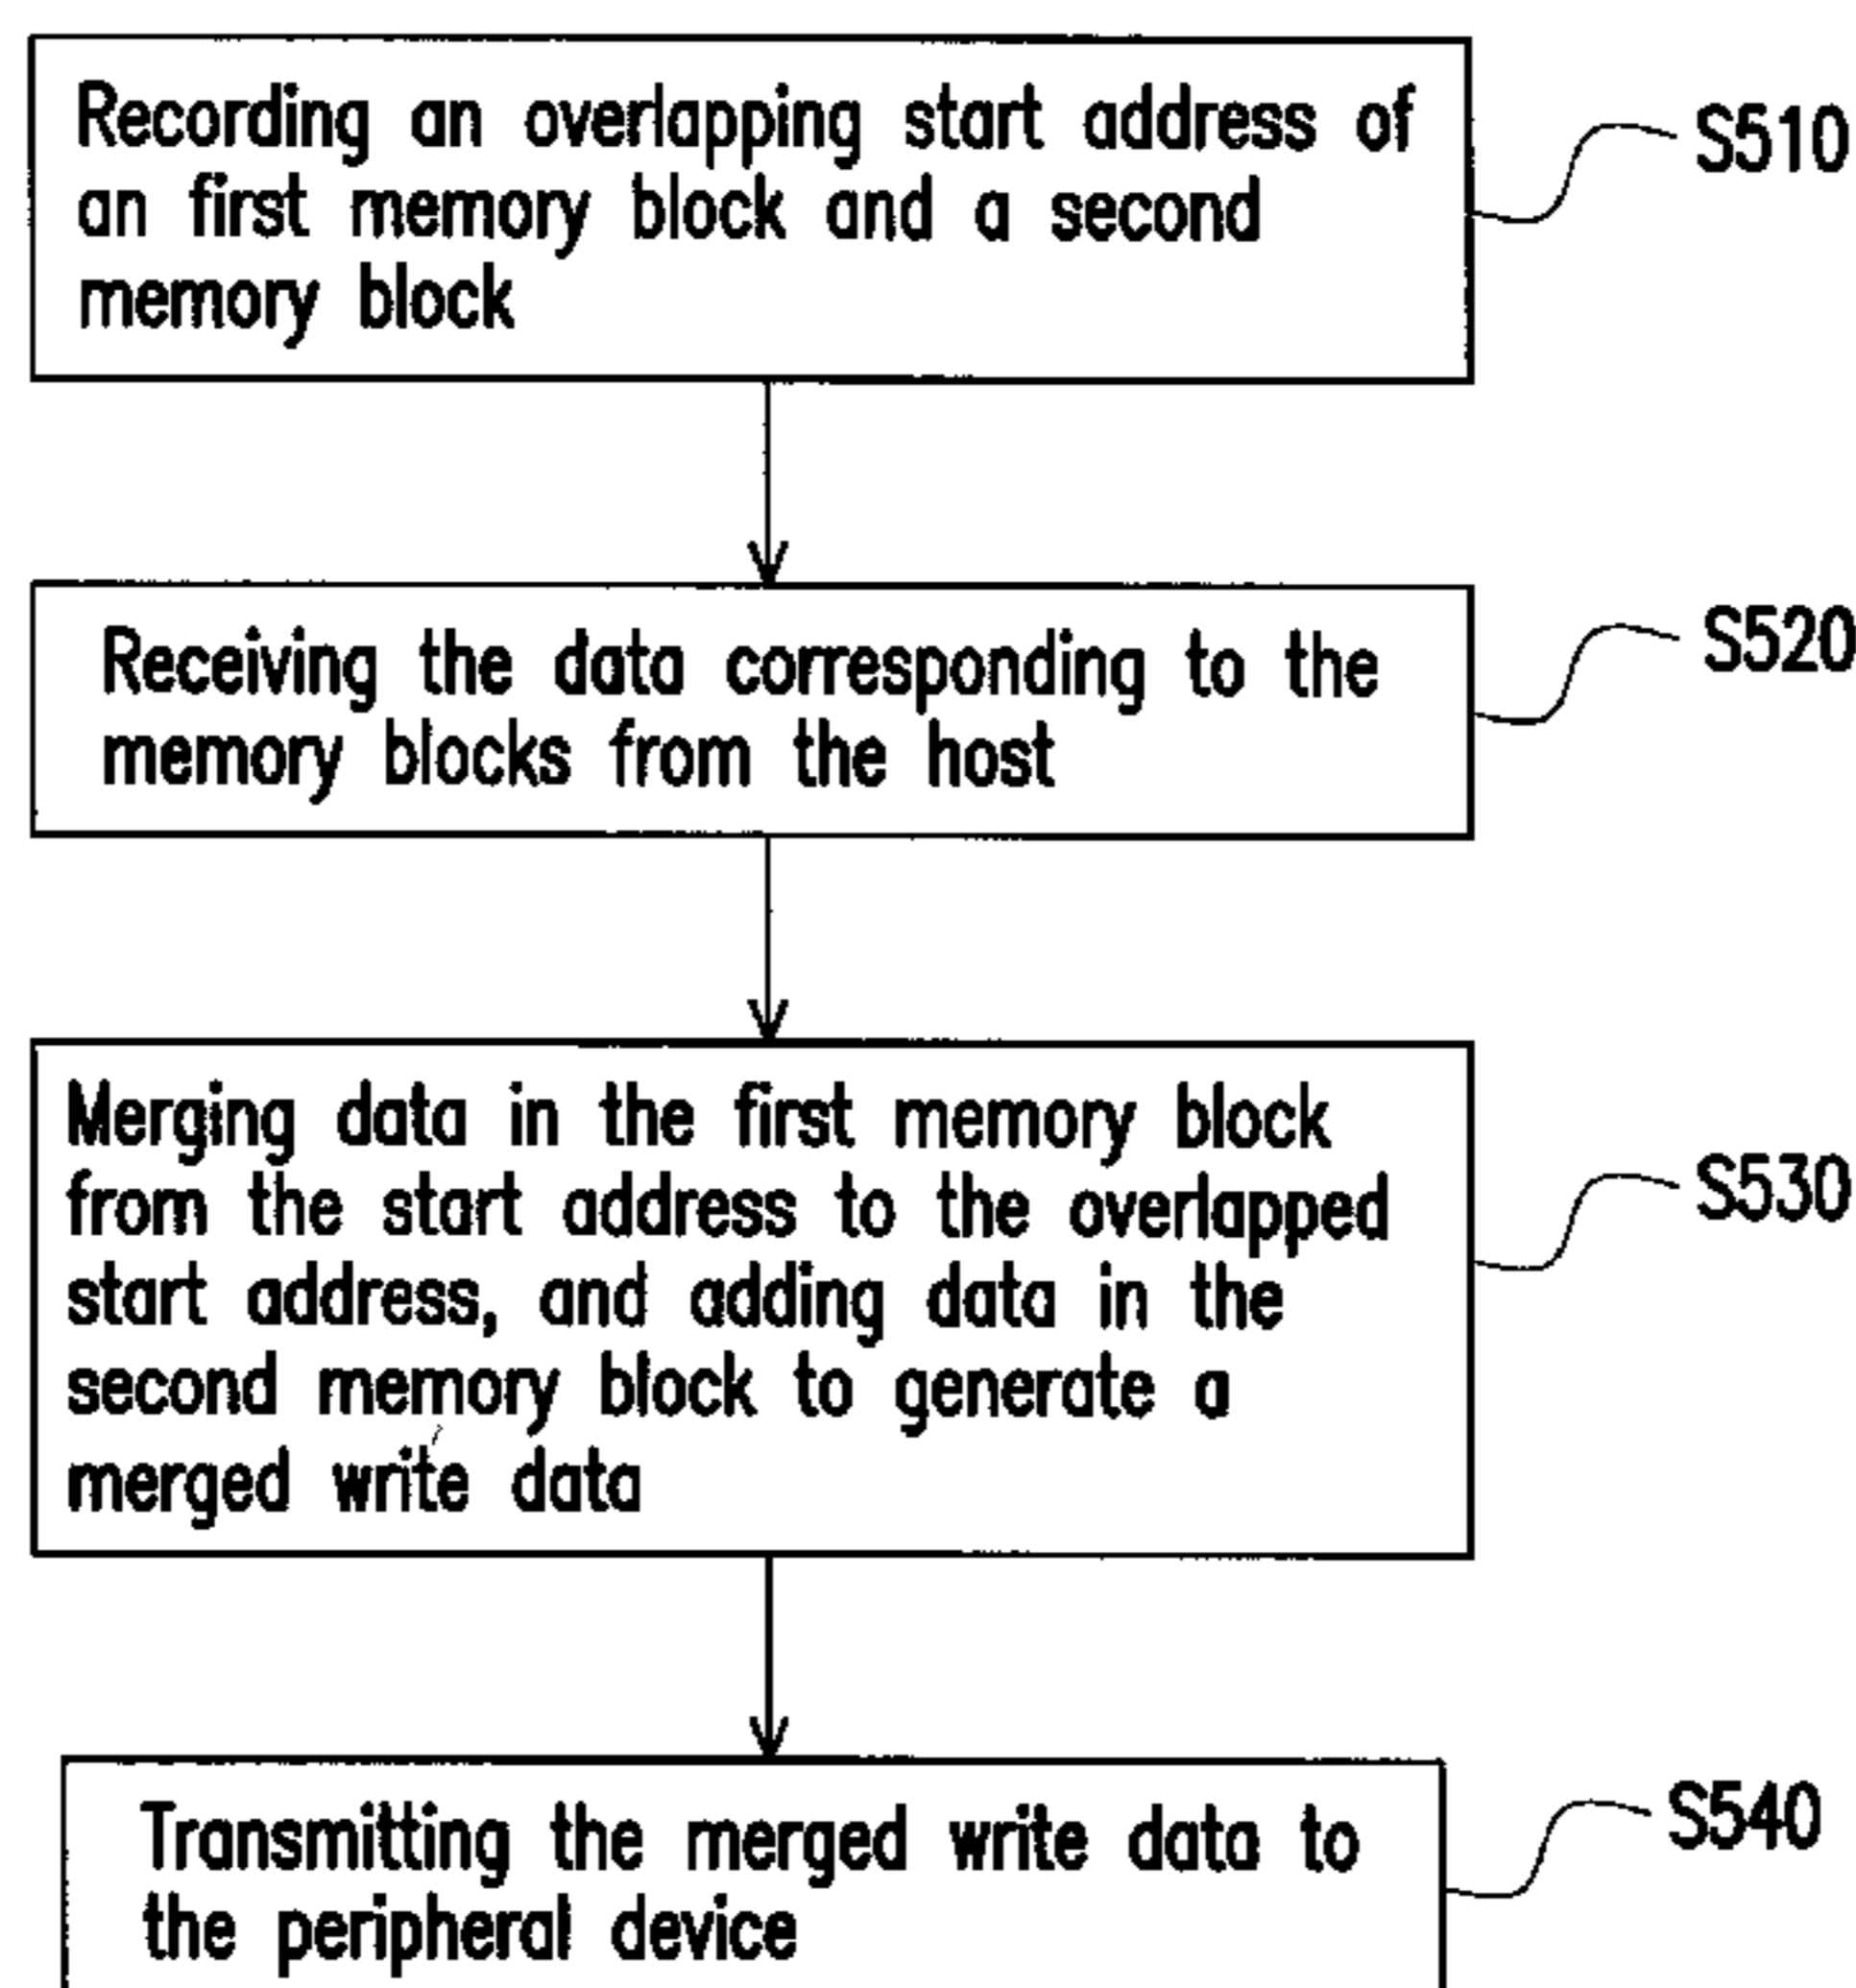 Recording an overlapping start address of
an first memory block and a second
memory block
S510
Receiving the data corresponding to the
memory blocks from the host
S520
Merging data in the first memory block
from the start address to the overlapped
start address, and adding data in the
second memory block to generate a
merged write data
S530
Transmitting the merged write data to
the peripheral device
S540